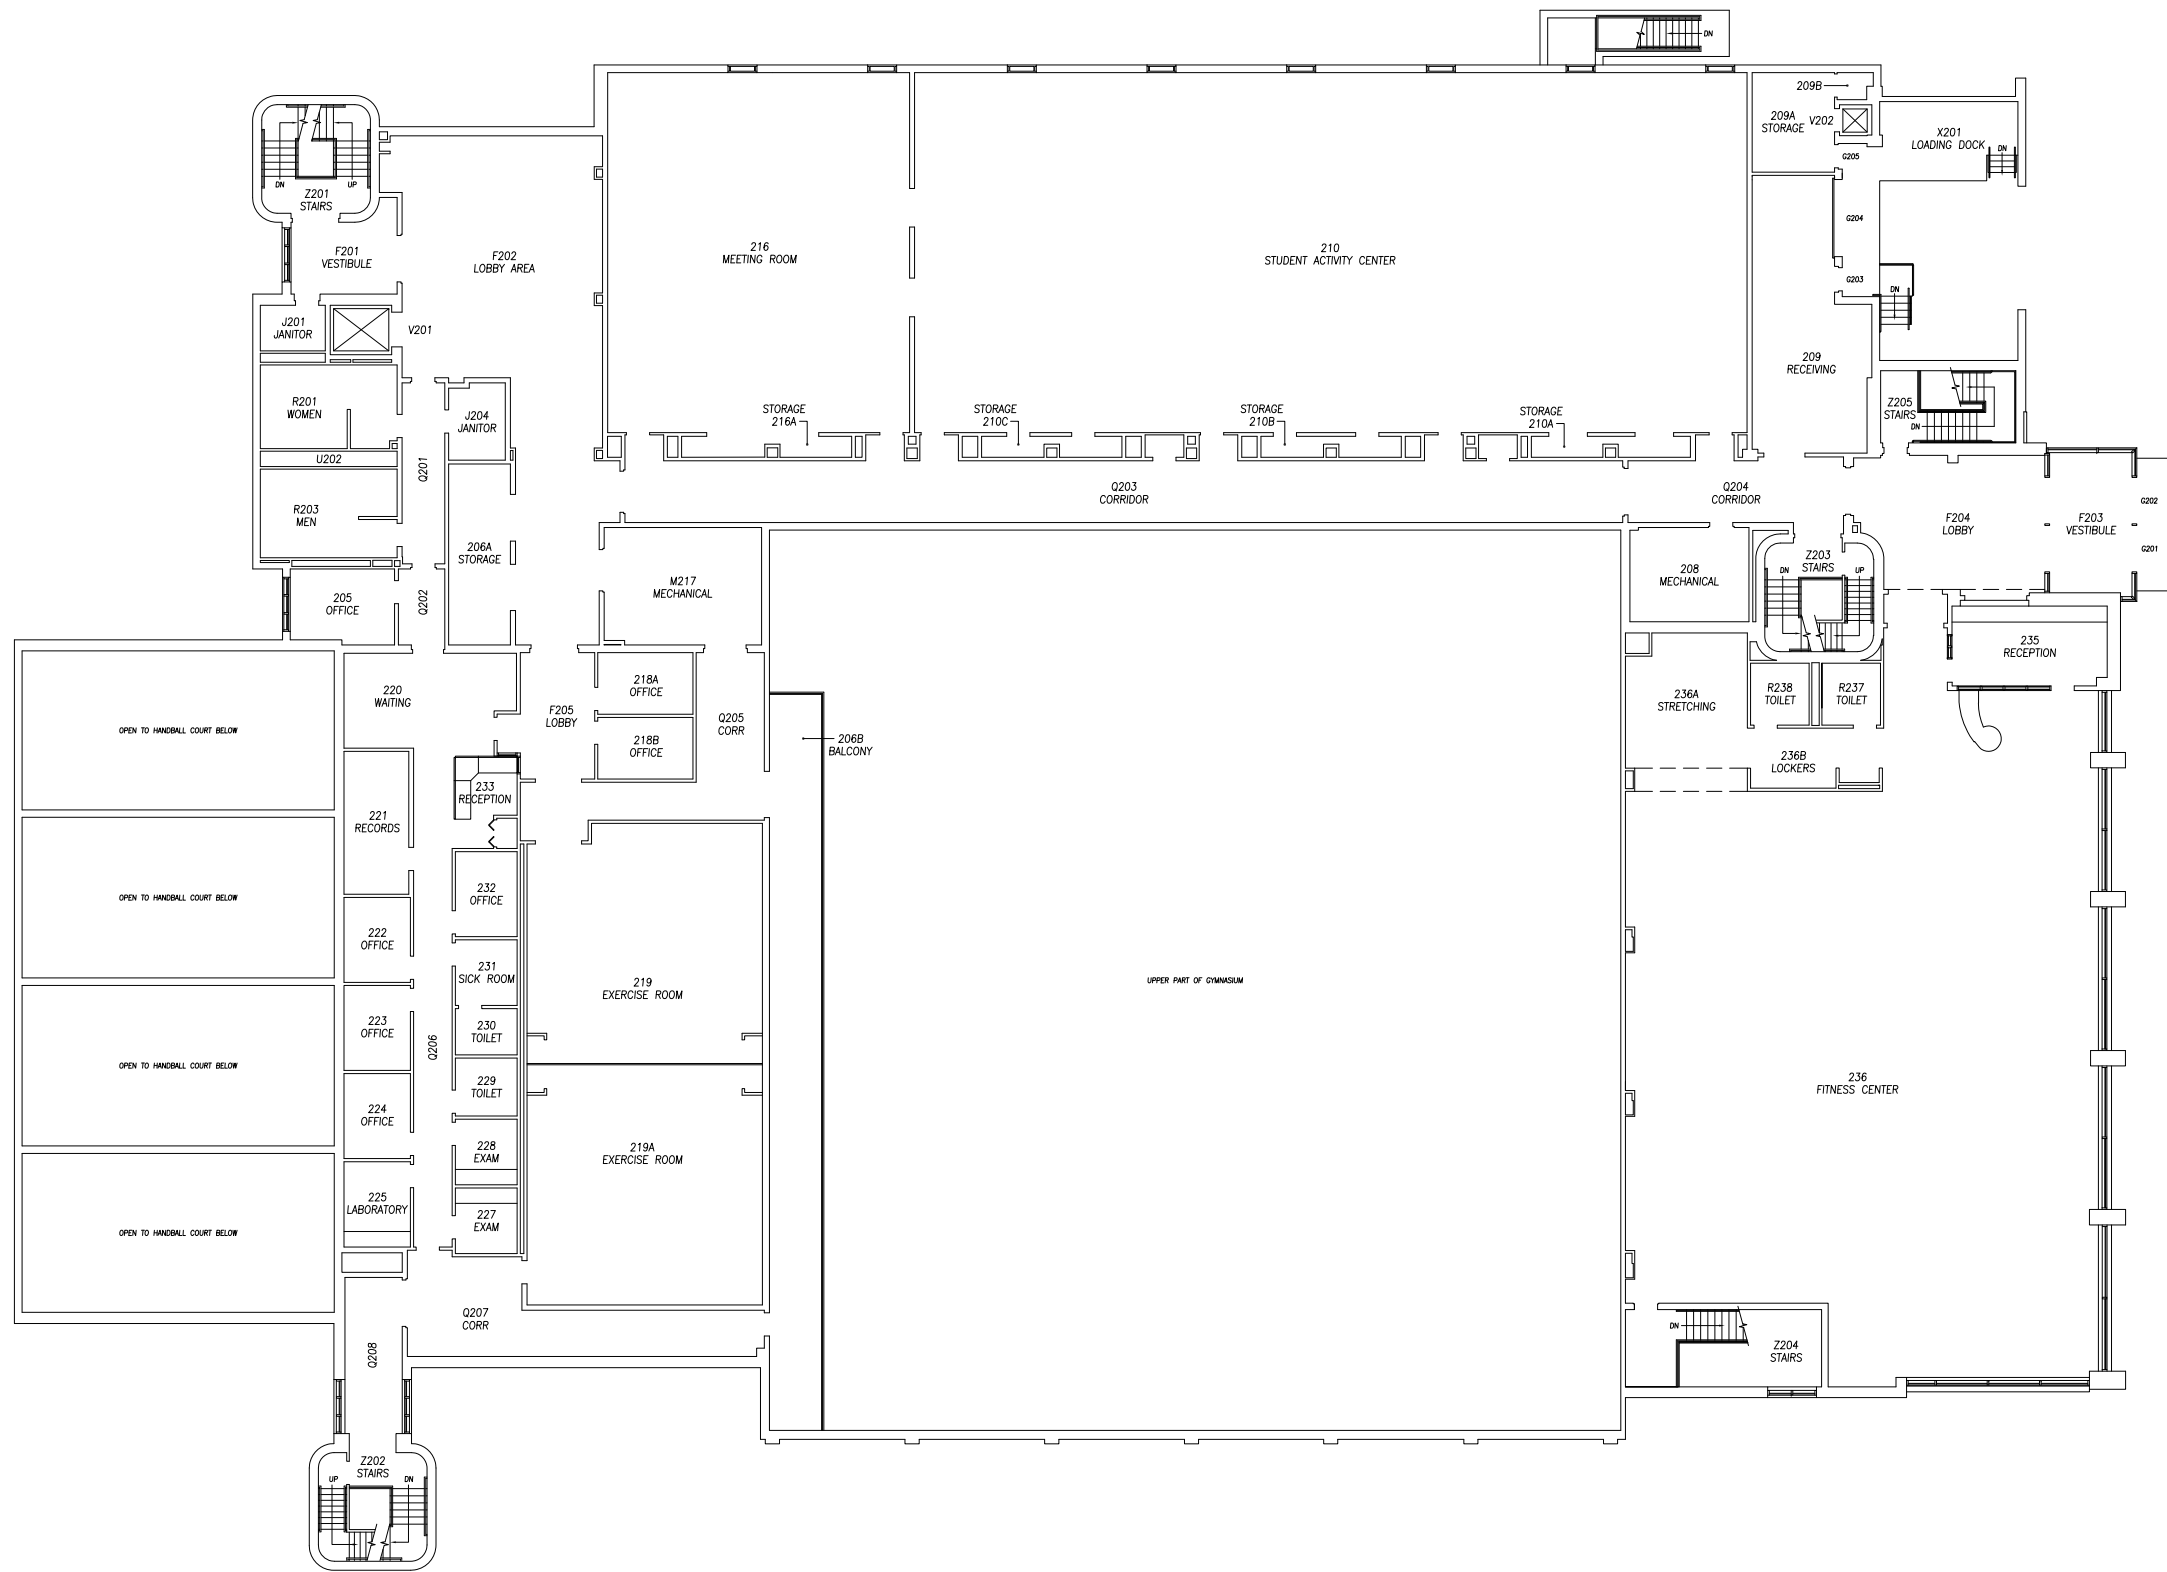 DN
209B
209A
STORAGE
V202
X201
LOADING DOCK
DN
G205
DN
UP
Z201
STAIRS
G204
F201
VESTIBULE
F202
LOBBY AREA
216
MEETING ROOM
210
STUDENT ACTIVITY CENTER
G203
DN
J201
JANITOR
V201
209
RECEIVING
R201
WOMEN
J204
JANITOR
STORAGE
216A
STORAGE
210C
STORAGE
210B
STORAGE
210A
Z205
STAIRS
DN
U202
Q201
Q203
CORRIDOR
Q204
CORRIDOR
G202
R203
MEN
F204
LOBBY
F203
VESTIBULE
206A
STORAGE
G201
Z203
STAIRS
DN
UP
M217
MECHANICAL
208
MECHANICAL
205
OFFICE
Q202
235
RECEPTION
220
WAITING
218A
OFFICE
236A
STRETCHING
R238
TOILET
R237
TOILET
F205
LOBBY
Q205
CORR
OPEN TO HANDBALL COURT BELOW
218B
OFFICE
206B
BALCONY
236B
LOCKERS
233
RECEPTION
221
RECORDS
OPEN TO HANDBALL COURT BELOW
232
OFFICE
222
OFFICE
231
SICK ROOM
219
EXERCISE ROOM
UPPER PART OF GYMNASIUM
223
OFFICE
230
TOILET
Q206
OPEN TO HANDBALL COURT BELOW
229
TOILET
236
FITNESS CENTER
224
OFFICE
228
EXAM
219A
EXERCISE ROOM
225
LABORATORY
227
EXAM
OPEN TO HANDBALL COURT BELOW
Q207
CORR
DN
Z204
STAIRS
Q208
Z202
STAIRS
UP
DN